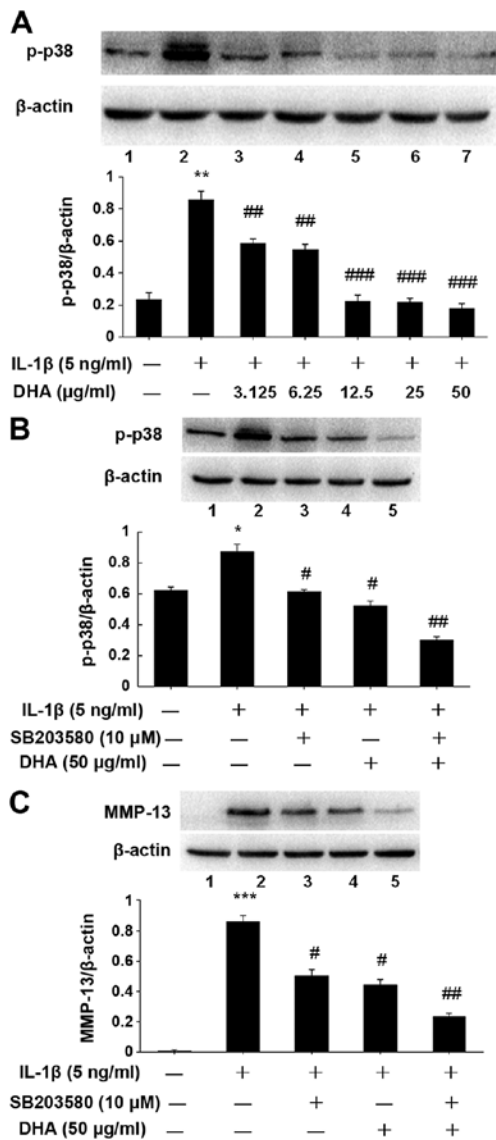 A
p-p38
β-actin
1 2 3 4 5 6 7
p-p38/β-actin
1
0.8
0.6
0.4
0.2
0
** ## ## ### ### ###
IL-1β (5 ng/ml) — + + + + + +
DHA (μg/ml) — — 3.125 6.25 12.5 25 50
B
p-p38
β-actin
1 2 3 4 5
p-p38/β-actin
1
0.8
0.6
0.4
0.2
0
* # # ##
IL-1β (5 ng/ml) — + + + +
SB203580 (10 μM) — — + — +
DHA (50 μg/ml) — — — + +
C
MMP-13
β-actin
1 2 3 4 5
MMP-13/β-actin
1
0.8
0.6
0.4
0.2
0
*** # # ##
IL-1β (5 ng/ml) — + + + +
SB203580 (10 μM) — — + — +
DHA (50 μg/ml) — — — + +